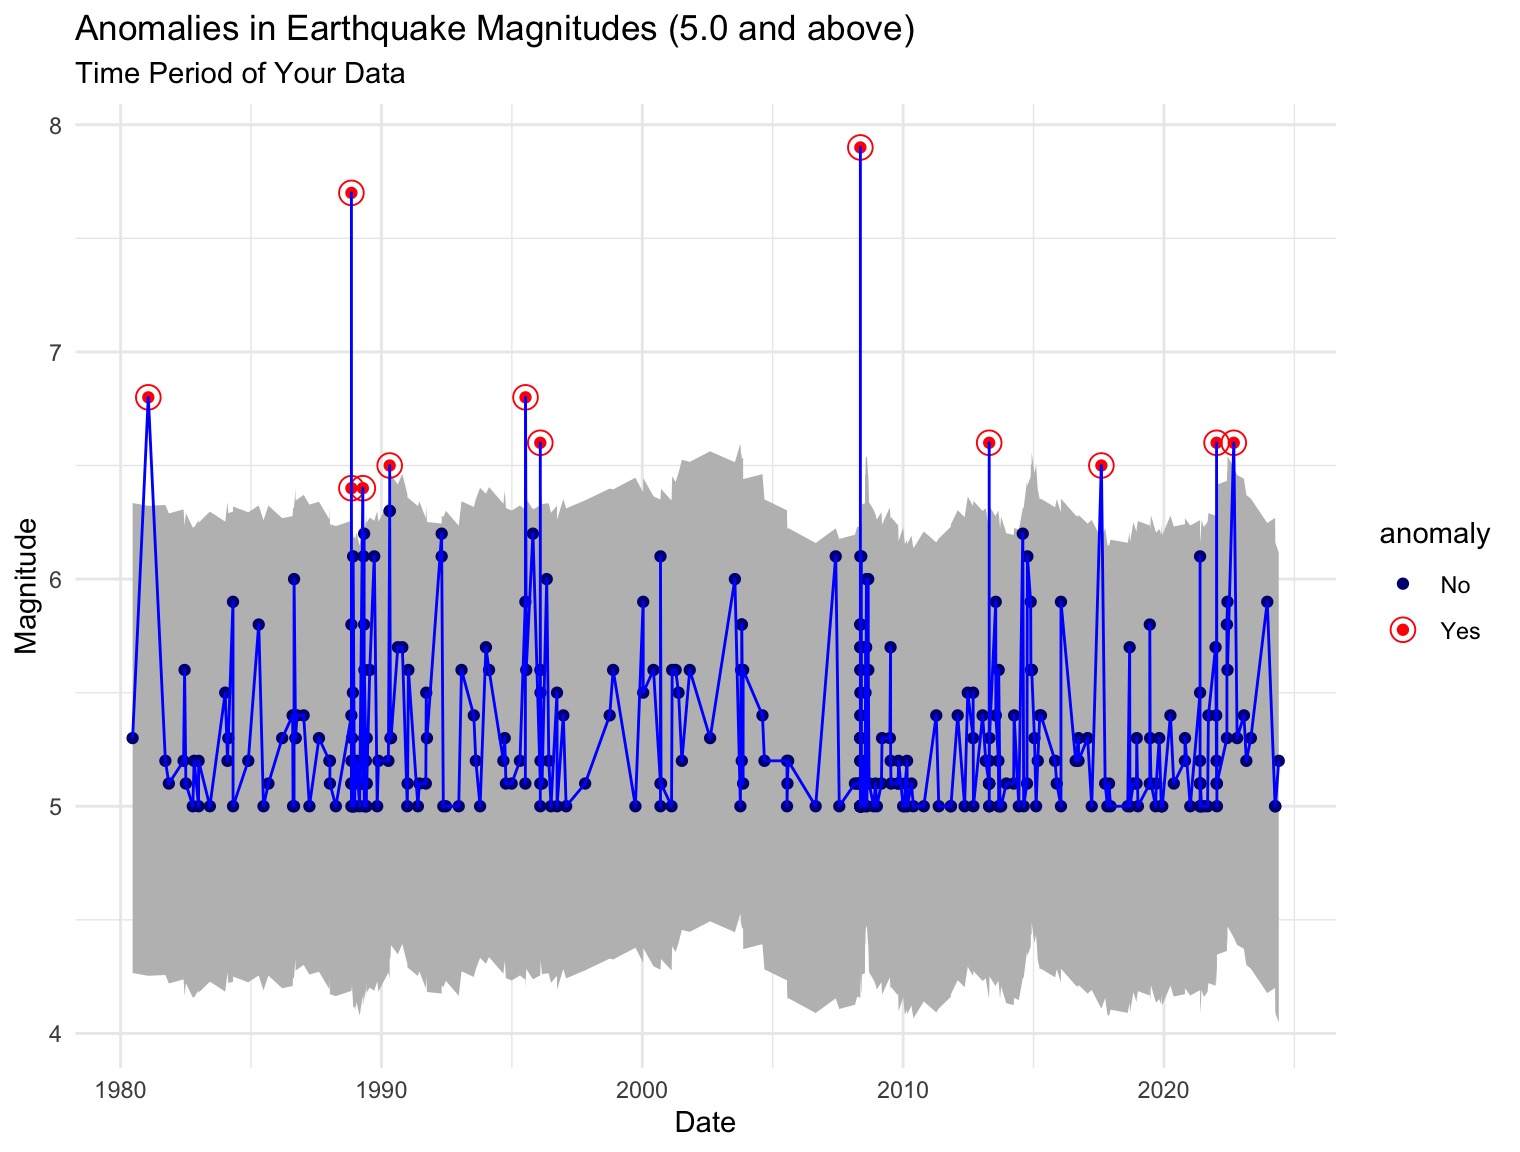 Anomalies in Earthquake Magnitudes (5.0 and above)
Time Period of Your Data
8
7
6
5
4
Magnitude
1980
1990
2000
2010
2020
Date
anomaly
No
Yes